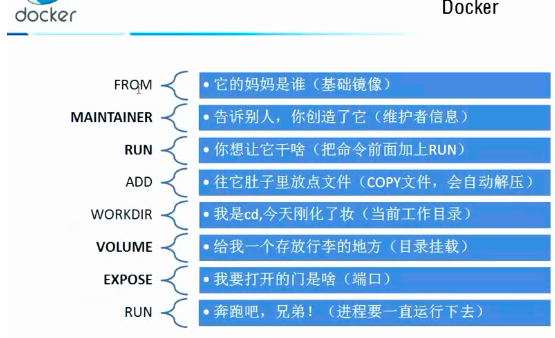 docker
Docker
FROM
• 它的妈妈是谁（基础镜像）
MAINTAINER
• 告诉别人，你创造了它（维护者信息）
RUN
• 你想让它干啥（把命令前面加上RUN）
ADD
• 往它肚子里放点文件（COPY文件，会自动解压）
WORKDIR
• 我是cd,今天刚化了妆（当前工作目录）
VOLUME
• 给我一个存放行李的地方（目录挂载）
EXPOSE
• 我要打开的门是啥（端口）
RUN
• 奔跑吧，兄弟！（进程要一直运行下去）